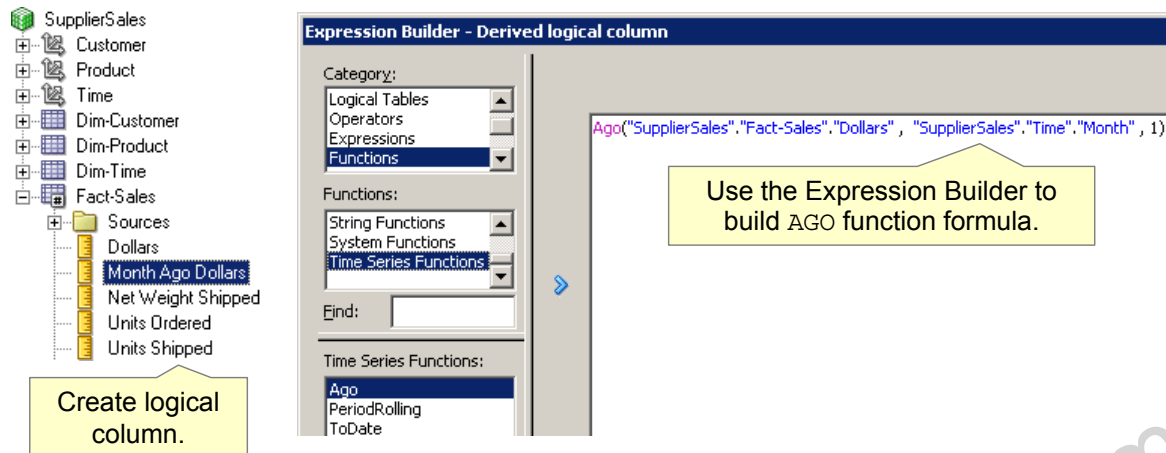 SupplierSales
Customer
Product
Time
Dim-Customer
Dim-Product
Dim-Time
Fact-Sales
Sources
Dollars
Month Ago Dollars
Net Weight Shipped
Units Ordered
Units Shipped
Create logical
column.
Expression Builder - Derived logical column
Category:
Logical Tables
Operators
Expressions
Functions
Functions:
String Functions
System Functions
Time Series Functions
Find:
Time Series Functions:
Ago
PeriodRolling
ToDate
Ago("SupplierSales"."Fact-Sales"."Dollars" , "SupplierSales"."Time"."Month" , 1)
Use the Expression Builder to
build AGO function formula.